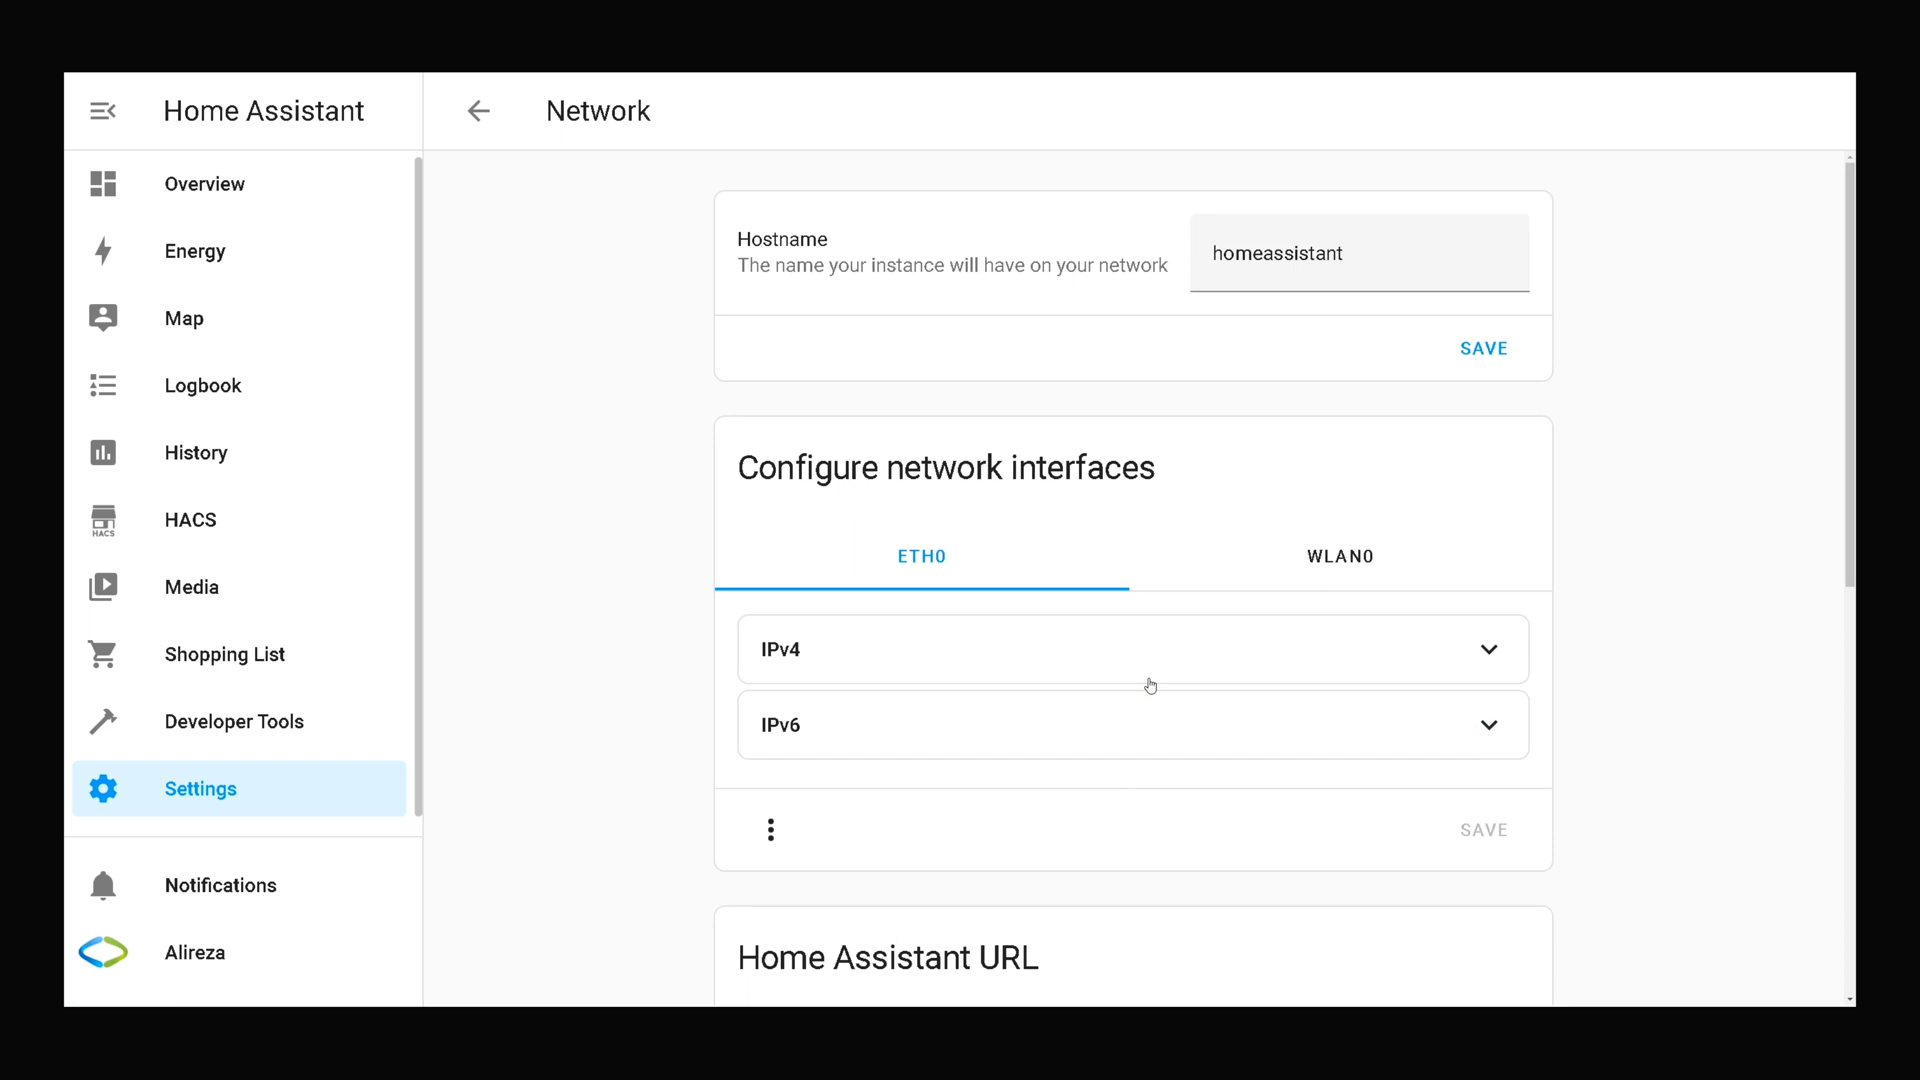 Home Assistant
Network
Overview
Energy
Map
Logbook
History
HACS
HACS
Media
Shopping List
Developer Tools
Settings
Notifications
Alireza
Hostname
The name your instance will have on your network
homeassistant
SAVE
Configure network interfaces
ETH0
WLAN0
IPv4
IPv6
SAVE
Home Assistant URL